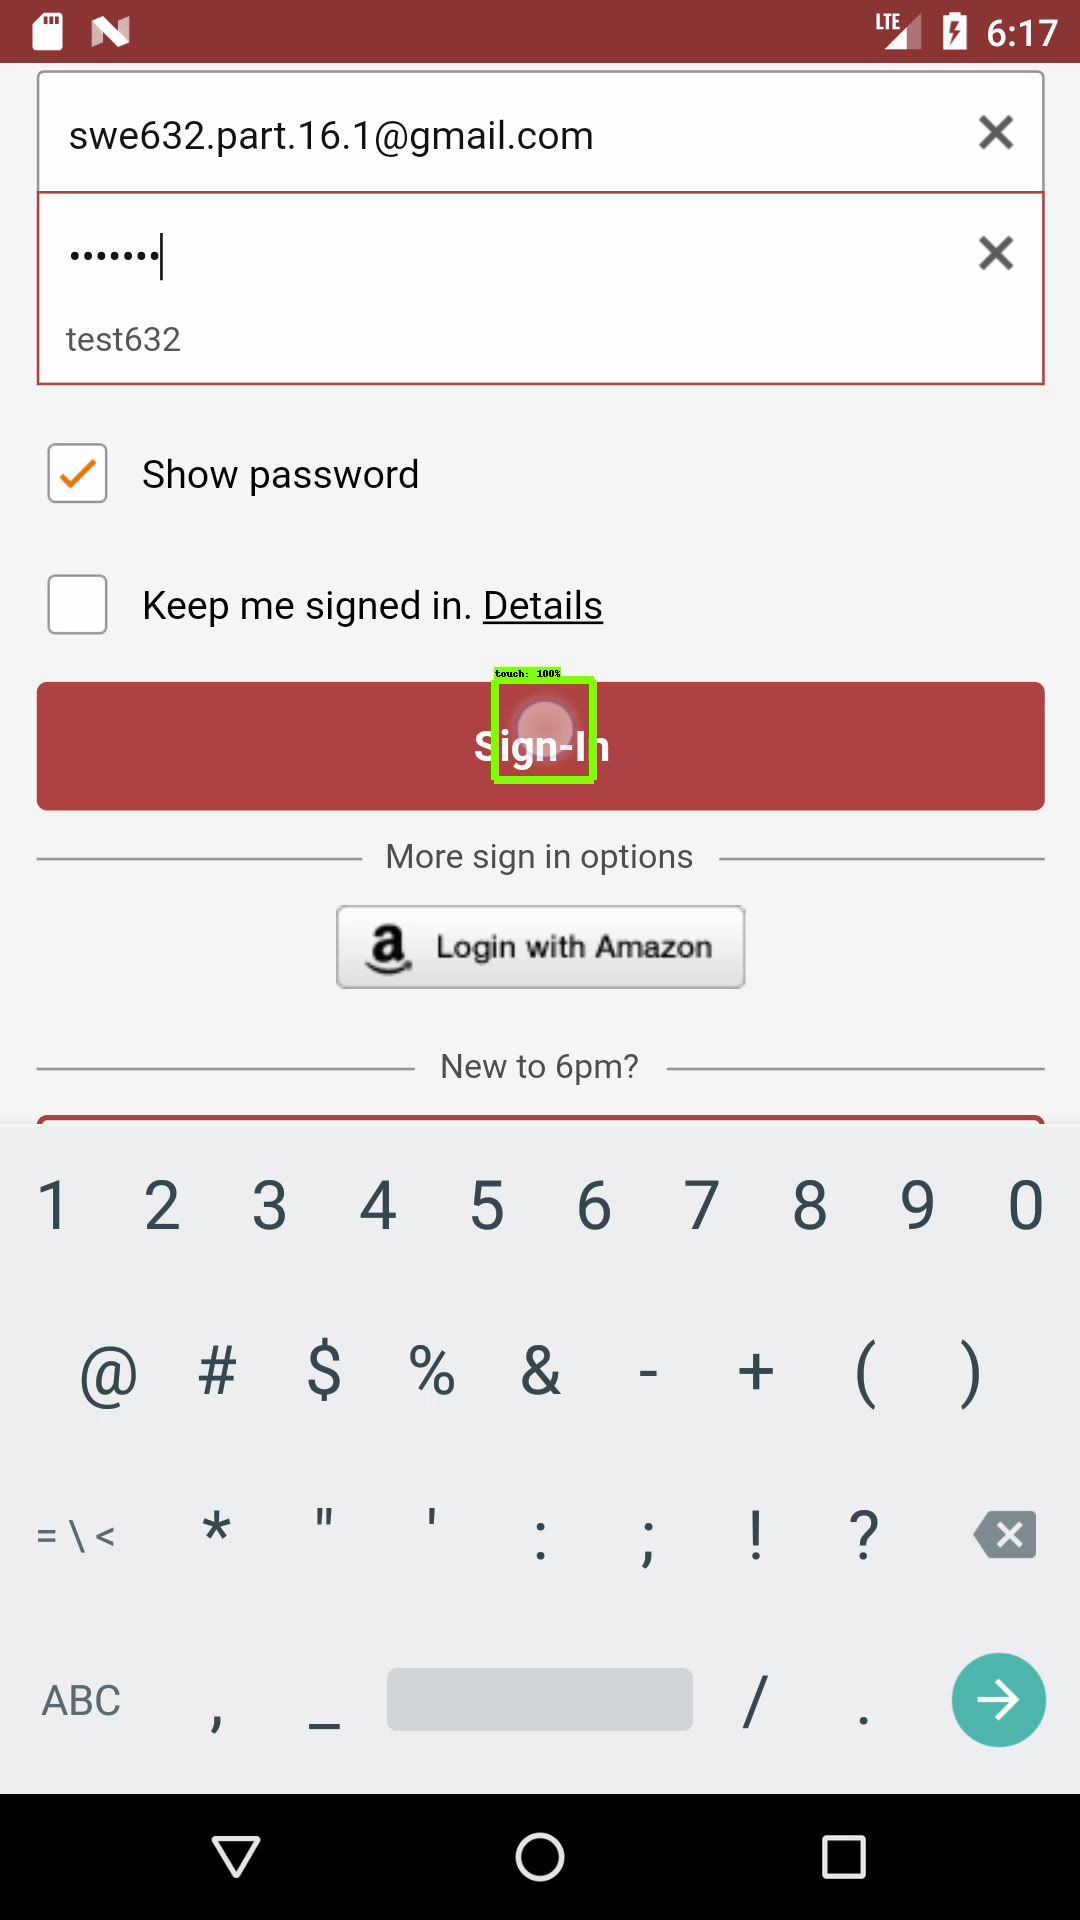 LTE 6:17
swe632.part.16.1@gmail.com
•••••••
test632
Show password
Keep me signed in. Details
touch: 100%
Sign-In
More sign in options
a Login with Amazon
New to 6pm?
1 2 3 4 5 6 7 8 9 0
@ # $ % & - + ( )
= \ < * " ' : ; ! ?
ABC , _ / .